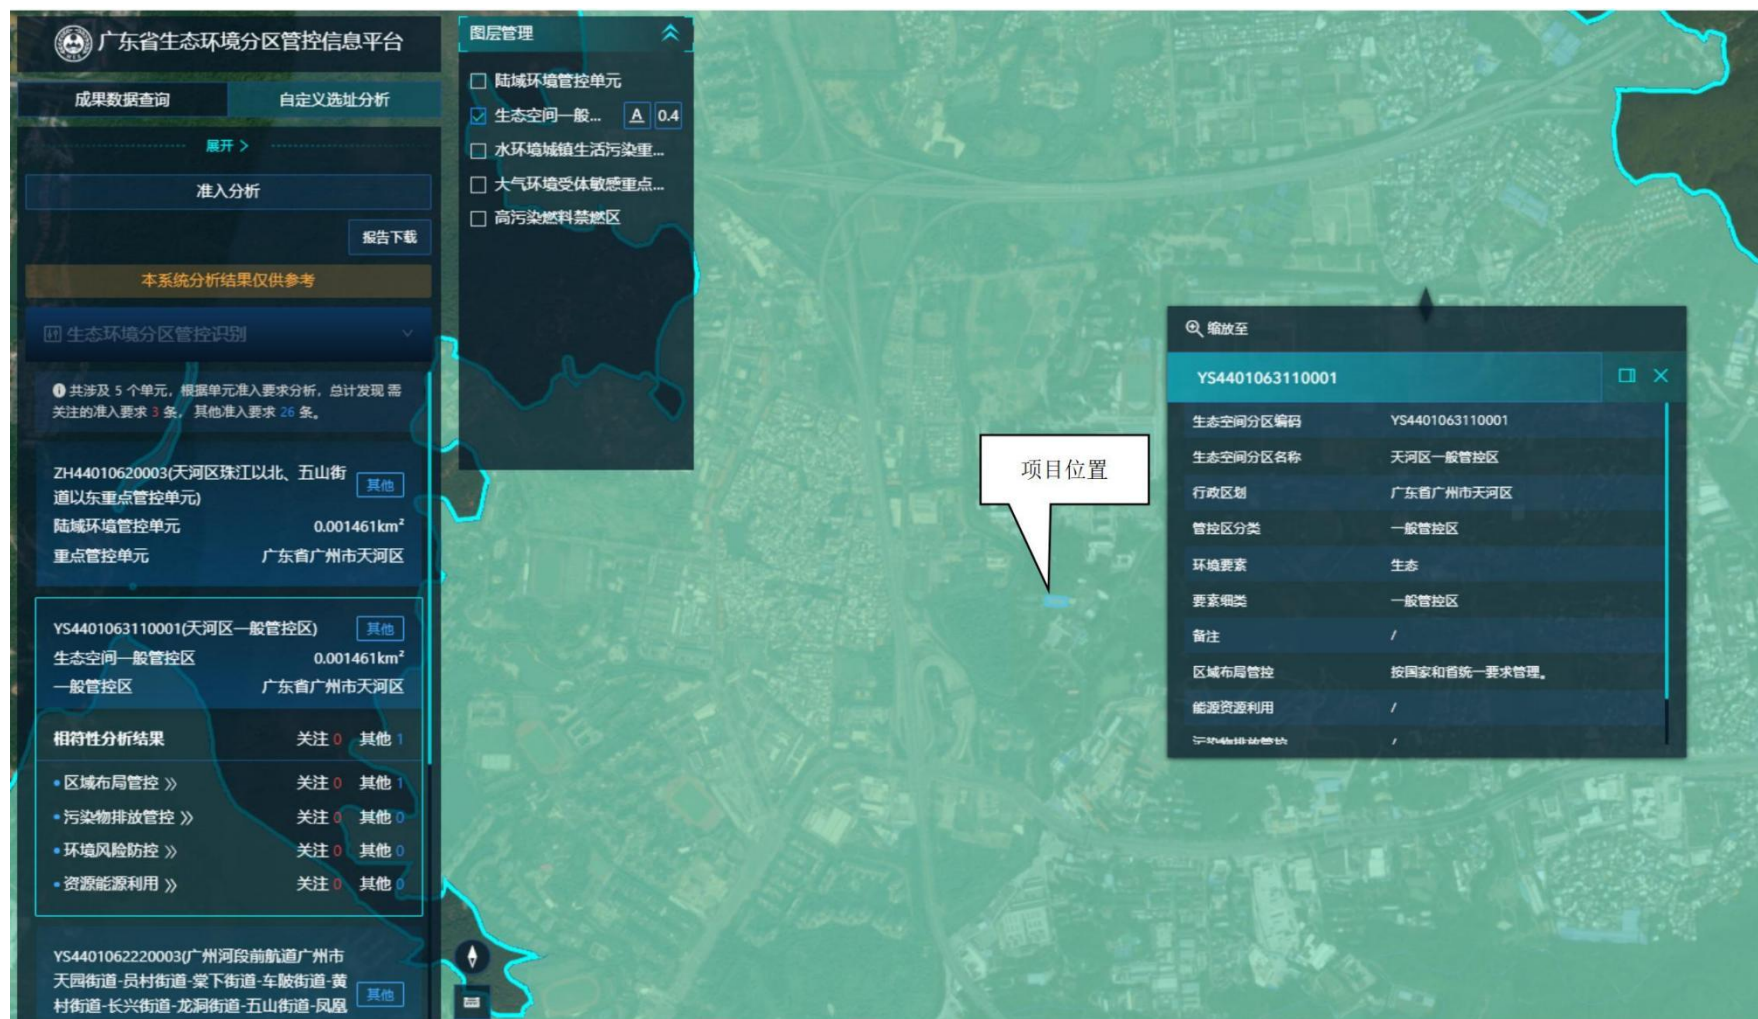 广东省生态环境分区管控信息平台
成果数据查询
自定义选址分析
展开 >
准入分析
报告下载
本系统分析结果仅供参考
生态环境分区管控识别
共涉及 5 个单元，根据单元准入要求分析，总计发现 需
关注的准入要求 3 条， 其他准入要求 26 条。
ZH44010620003(天河区珠江以北、五山街
道以东重点管控单元)
其他
陆域环境管控单元 0.001461km²
重点管控单元 广东省广州市天河区
YS4401063110001(天河区一般管控区) 其他
生态空间一般管控区 0.001461km²
一般管控区 广东省广州市天河区
相符性分析结果 关注 0 其他 1
• 区域布局管控 » 关注 0 其他 1
• 污染物排放管控 » 关注 0 其他 0
• 环境风险防控 » 关注 0 其他 0
• 资源能源利用 » 关注 0 其他 0
YS4401062220003(广州河段前航道广州市
天园街道-员村街道-棠下街道-车陂街道-黄
村街道-长兴街道-龙洞街道-五山街道-凤凰
其他
图层管理
陆域环境管控单元
生态空间一般... A 0.4
水环境城镇生活污染重...
大气环境受体敏感重点...
高污染燃料禁燃区
项目位置
缩放至
YS4401063110001
生态空间分区编码 YS4401063110001
生态空间分区名称 天河区一般管控区
行政区划 广东省广州市天河区
管控区分类 一般管控区
环境要素 生态
要素细类 一般管控区
备注 /
区域布局管控 按国家和省统一要求管理。
能源资源利用 /
污染物排放管控 /